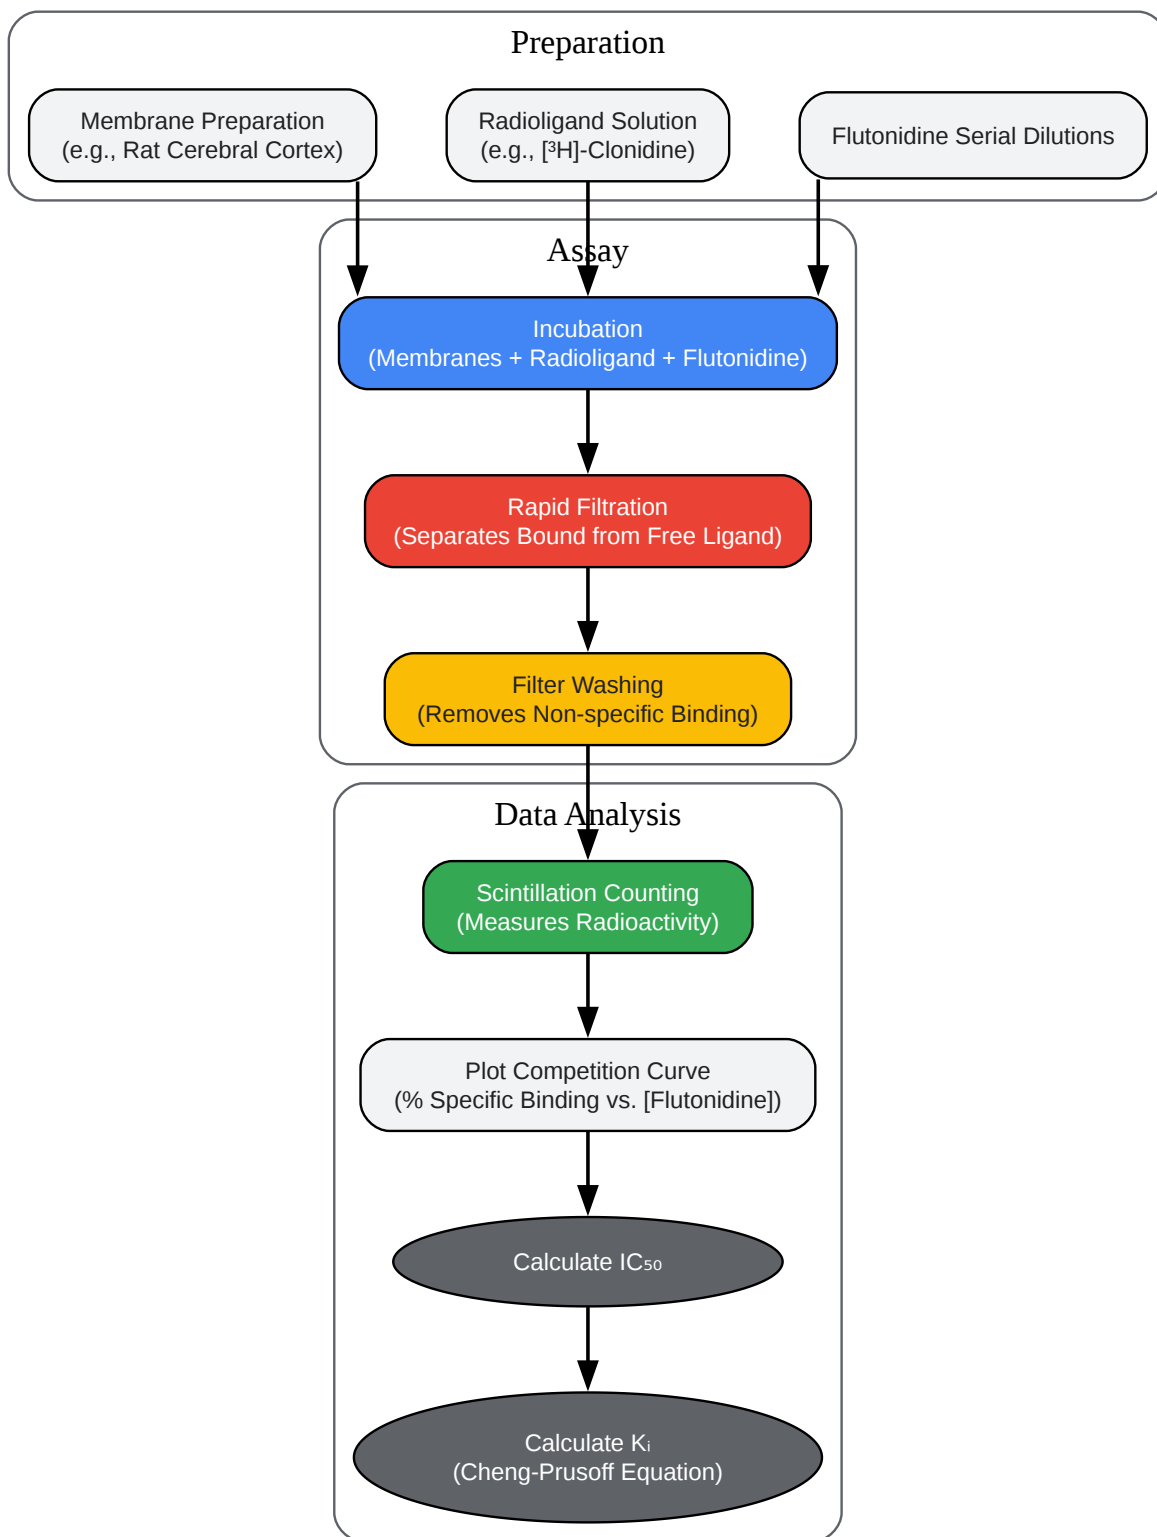 Preparation
Membrane Preparation
(e.g., Rat Cerebral Cortex)
Radioligand Solution
(e.g., [³H]-Clonidine)
Flutonidine Serial Dilutions
Assay
Incubation
(Membranes + Radioligand + Flutonidine)
Rapid Filtration
(Separates Bound from Free Ligand)
Filter Washing
(Removes Non-specific Binding)
Data Analysis
Scintillation Counting
(Measures Radioactivity)
Plot Competition Curve
(% Specific Binding vs. [Flutonidine])
Calculate IC₅₀
Calculate Kᵢ
(Cheng-Prusoff Equation)